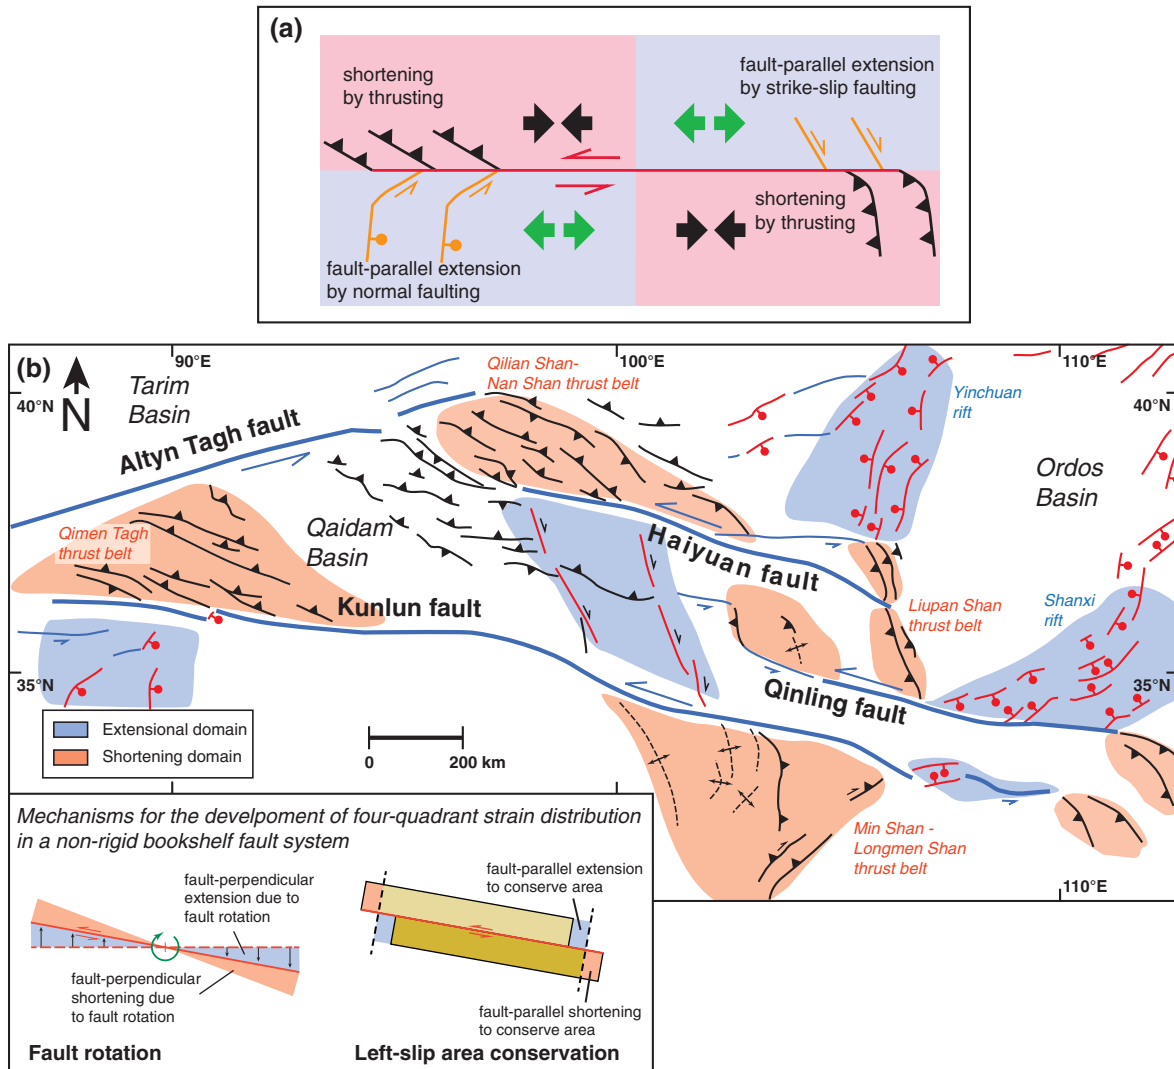 (a)
shortening
by thrusting
fault-parallel extension
by strike-slip faulting
shortening
by thrusting
fault-parallel extension
by normal faulting
(b)
90°E
100°E
110°E
40°N
40°N
N
Tarim
Basin
Qilian Shan-
Nan Shan thrust belt
Yinchuan
rift
Altyn Tagh fault
Ordos
Basin
Qimen Tagh
thrust belt
Qaidam
Basin
Haiyuan fault
Kunlun fault
Liupan Shan
thrust belt
Shanxi
rift
35°N
35°N
Qinling fault
Extensional domain
Shortening domain
0
200 km
Min Shan -
Longmen Shan
thrust belt
110°E
Mechanisms for the develpoment of four-quadrant strain distribution
in a non-rigid bookshelf fault system
fault-perpendicular
extension due to
fault rotation
fault-perpendicular
shortening due
to fault rotation
Fault rotation
fault-parallel extension
to conserve area
fault-parallel shortening
to conserve area
Left-slip area conservation